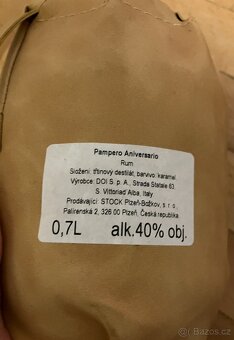 Pampero Aniversario
Rum
Složení: třtinový destilát, barvivo, karamel.
Výrobce: DOI S. p. A., Strada Statale 63,
S. Vittoriad Alba, Italy
Prodávající: STOCK Plzeň-Božkov, s. r. o.,
Palírenská 2, 326 00 Plzeň, Česká republika
0,7L alk.40% obj.
Sbazar.cz